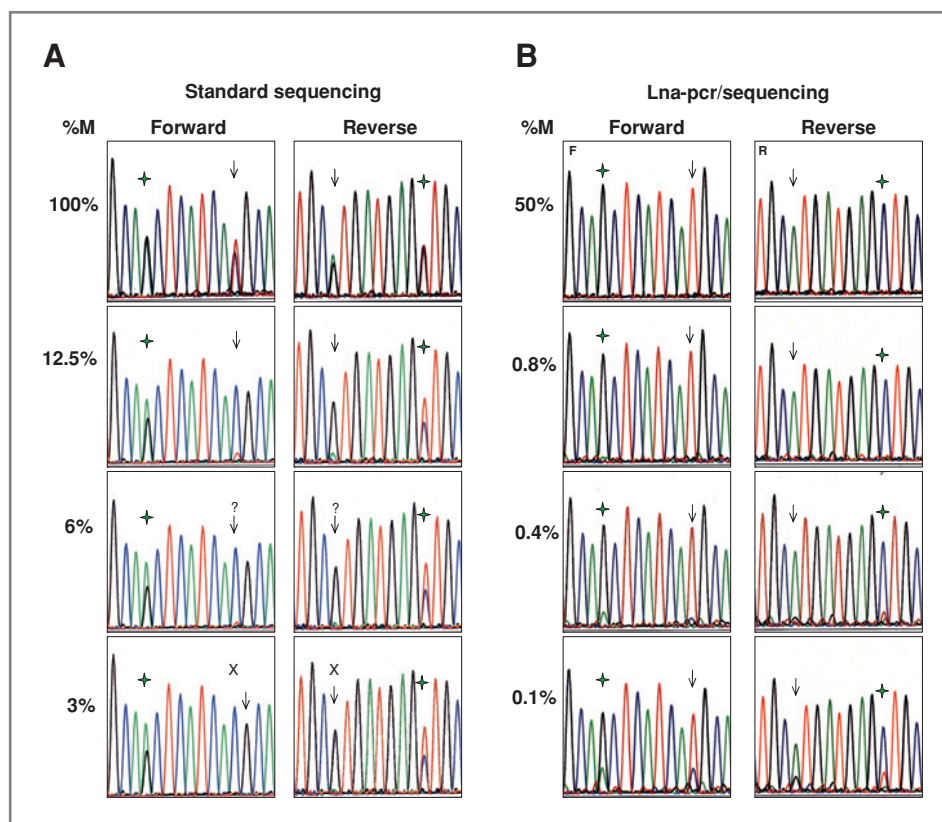 A
B
Standard sequencing
Lna-pcr/sequencing
%M
Forward
Reverse
%M
Forward
Reverse
F
R
100%
50%
12.5%
0.8%
?
?
6%
0.4%
X
X
3%
0.1%